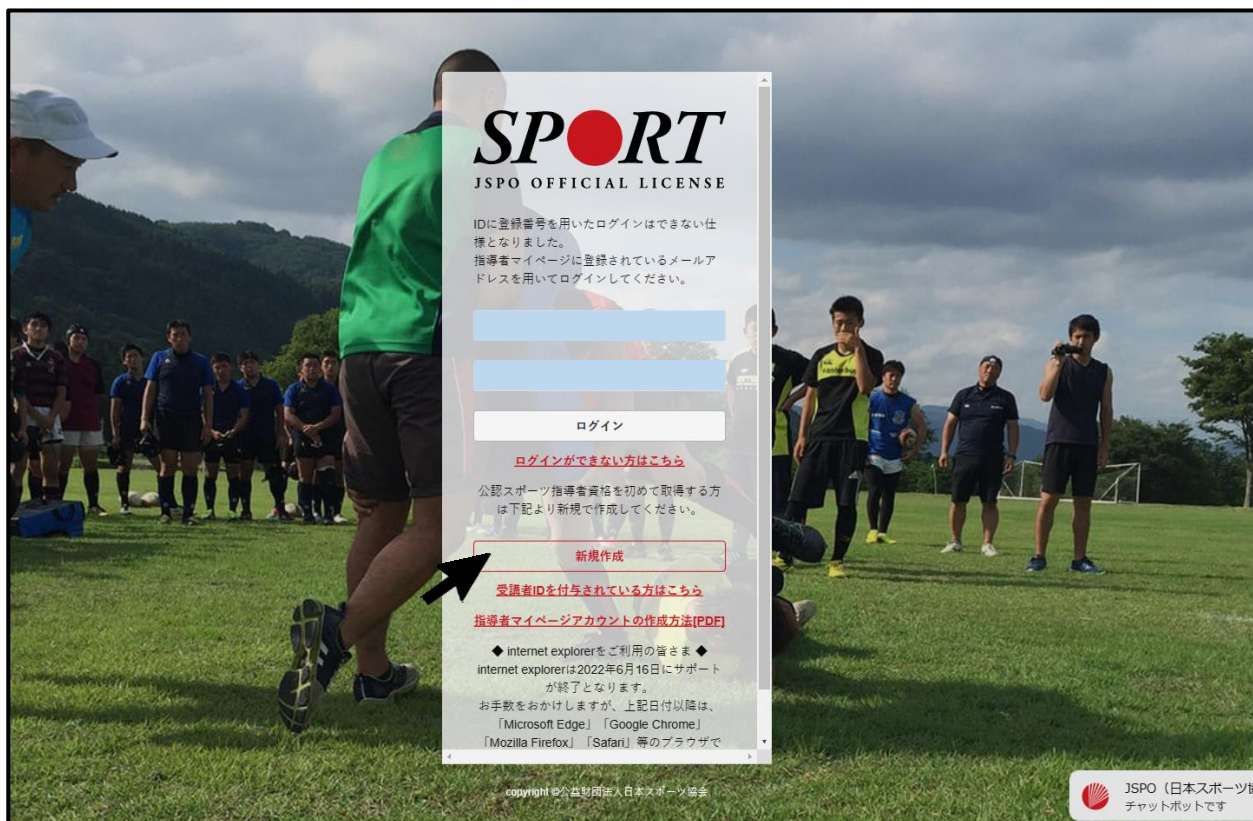 SPORT
JSPO OFFICIAL LICENSE
IDに登録番号を用いたログインはできない仕
様となりました。
指導者マイページに登録されているメールア
ドレスを用いてログインしてください。
ログイン
ログインができない方はこちら
公認スポーツ指導者資格を初めて取得する方
は下記より新規で作成してください。
新規作成
受講者IDを付与されている方はこちら
指導者マイページアカウントの作成方法[PDF]
◆ internet explorerをご利用の皆さま ◆
internet explorerは2022年6月16日にサポート
が終了となります。
お手数をおかけしますが、上記日付以降は、
「Microsoft Edge」「Google Chrome」
「Mozilla Firefox」「Safari」等のブラウザで
copyright ©公益財団法人日本スポーツ協会
JSPO（日本スポーツ協
チャットボットです